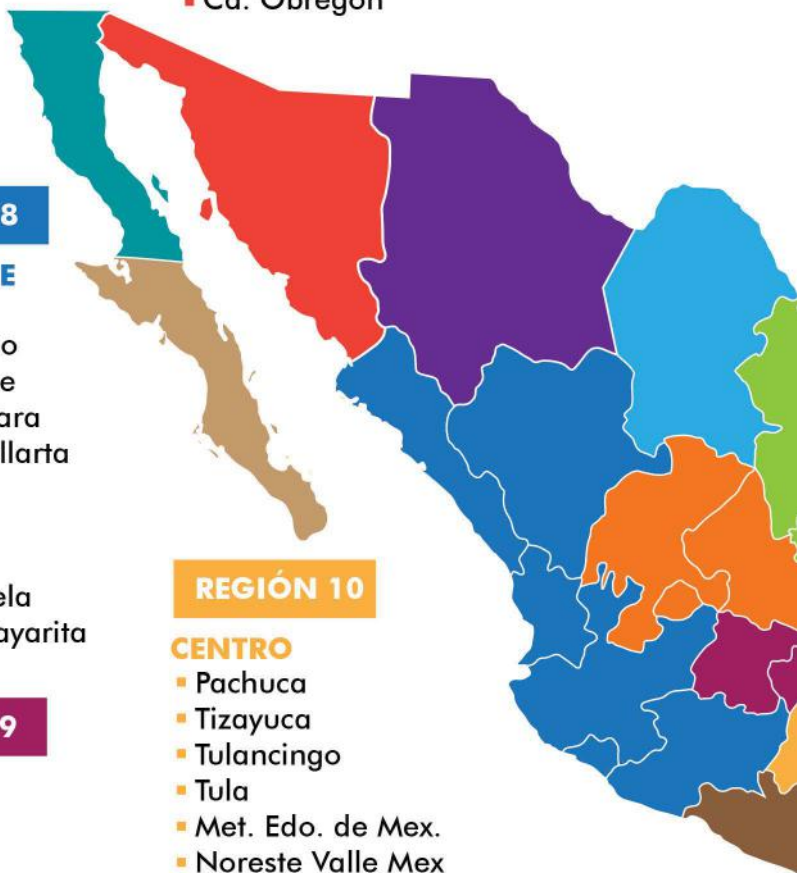 Cd. Obregón
8
E
o
e
ara
llarta
ela
ayarita
9
REGIÓN 10
CENTRO
Pachuca
Tizayuca
Tulancingo
Tula
Met. Edo. de Mex.
Noreste Valle Mex